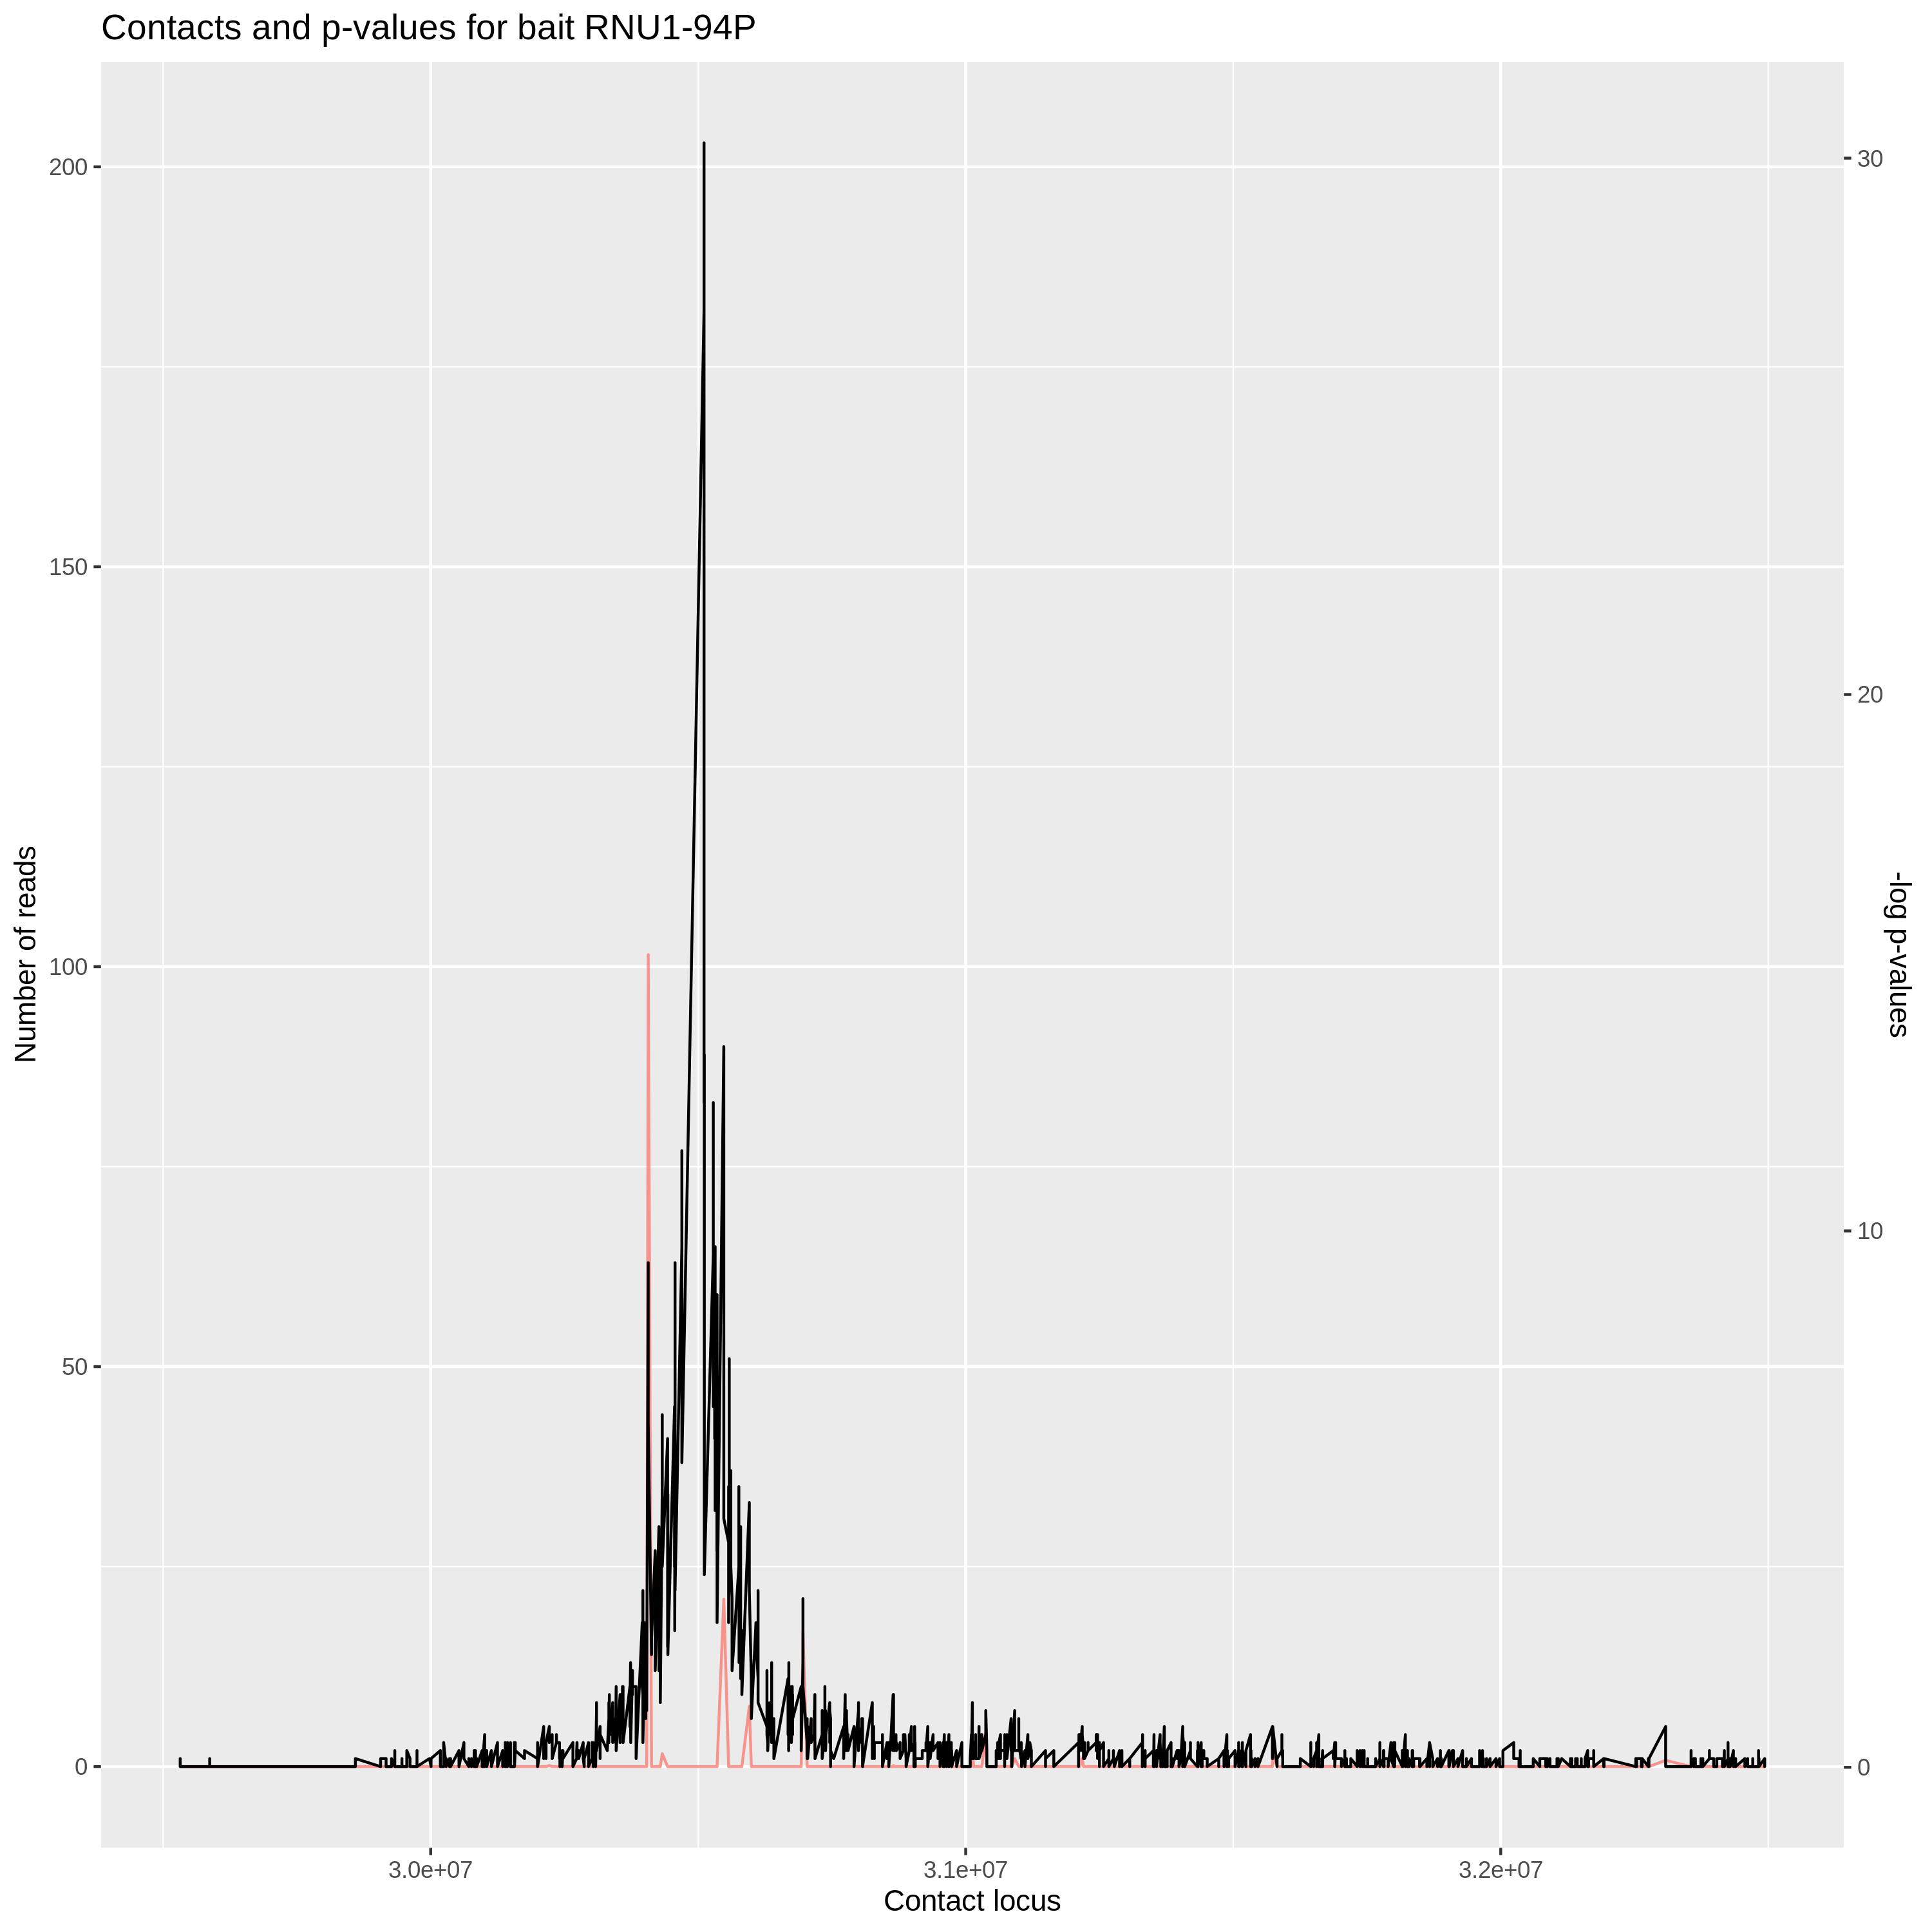 Contacts and p-values for bait RNU1-94P
200
150
100
50
0
Number of reads
30
20
10
0
-log p-values
3.0e+07
3.1e+07
3.2e+07
Contact locus